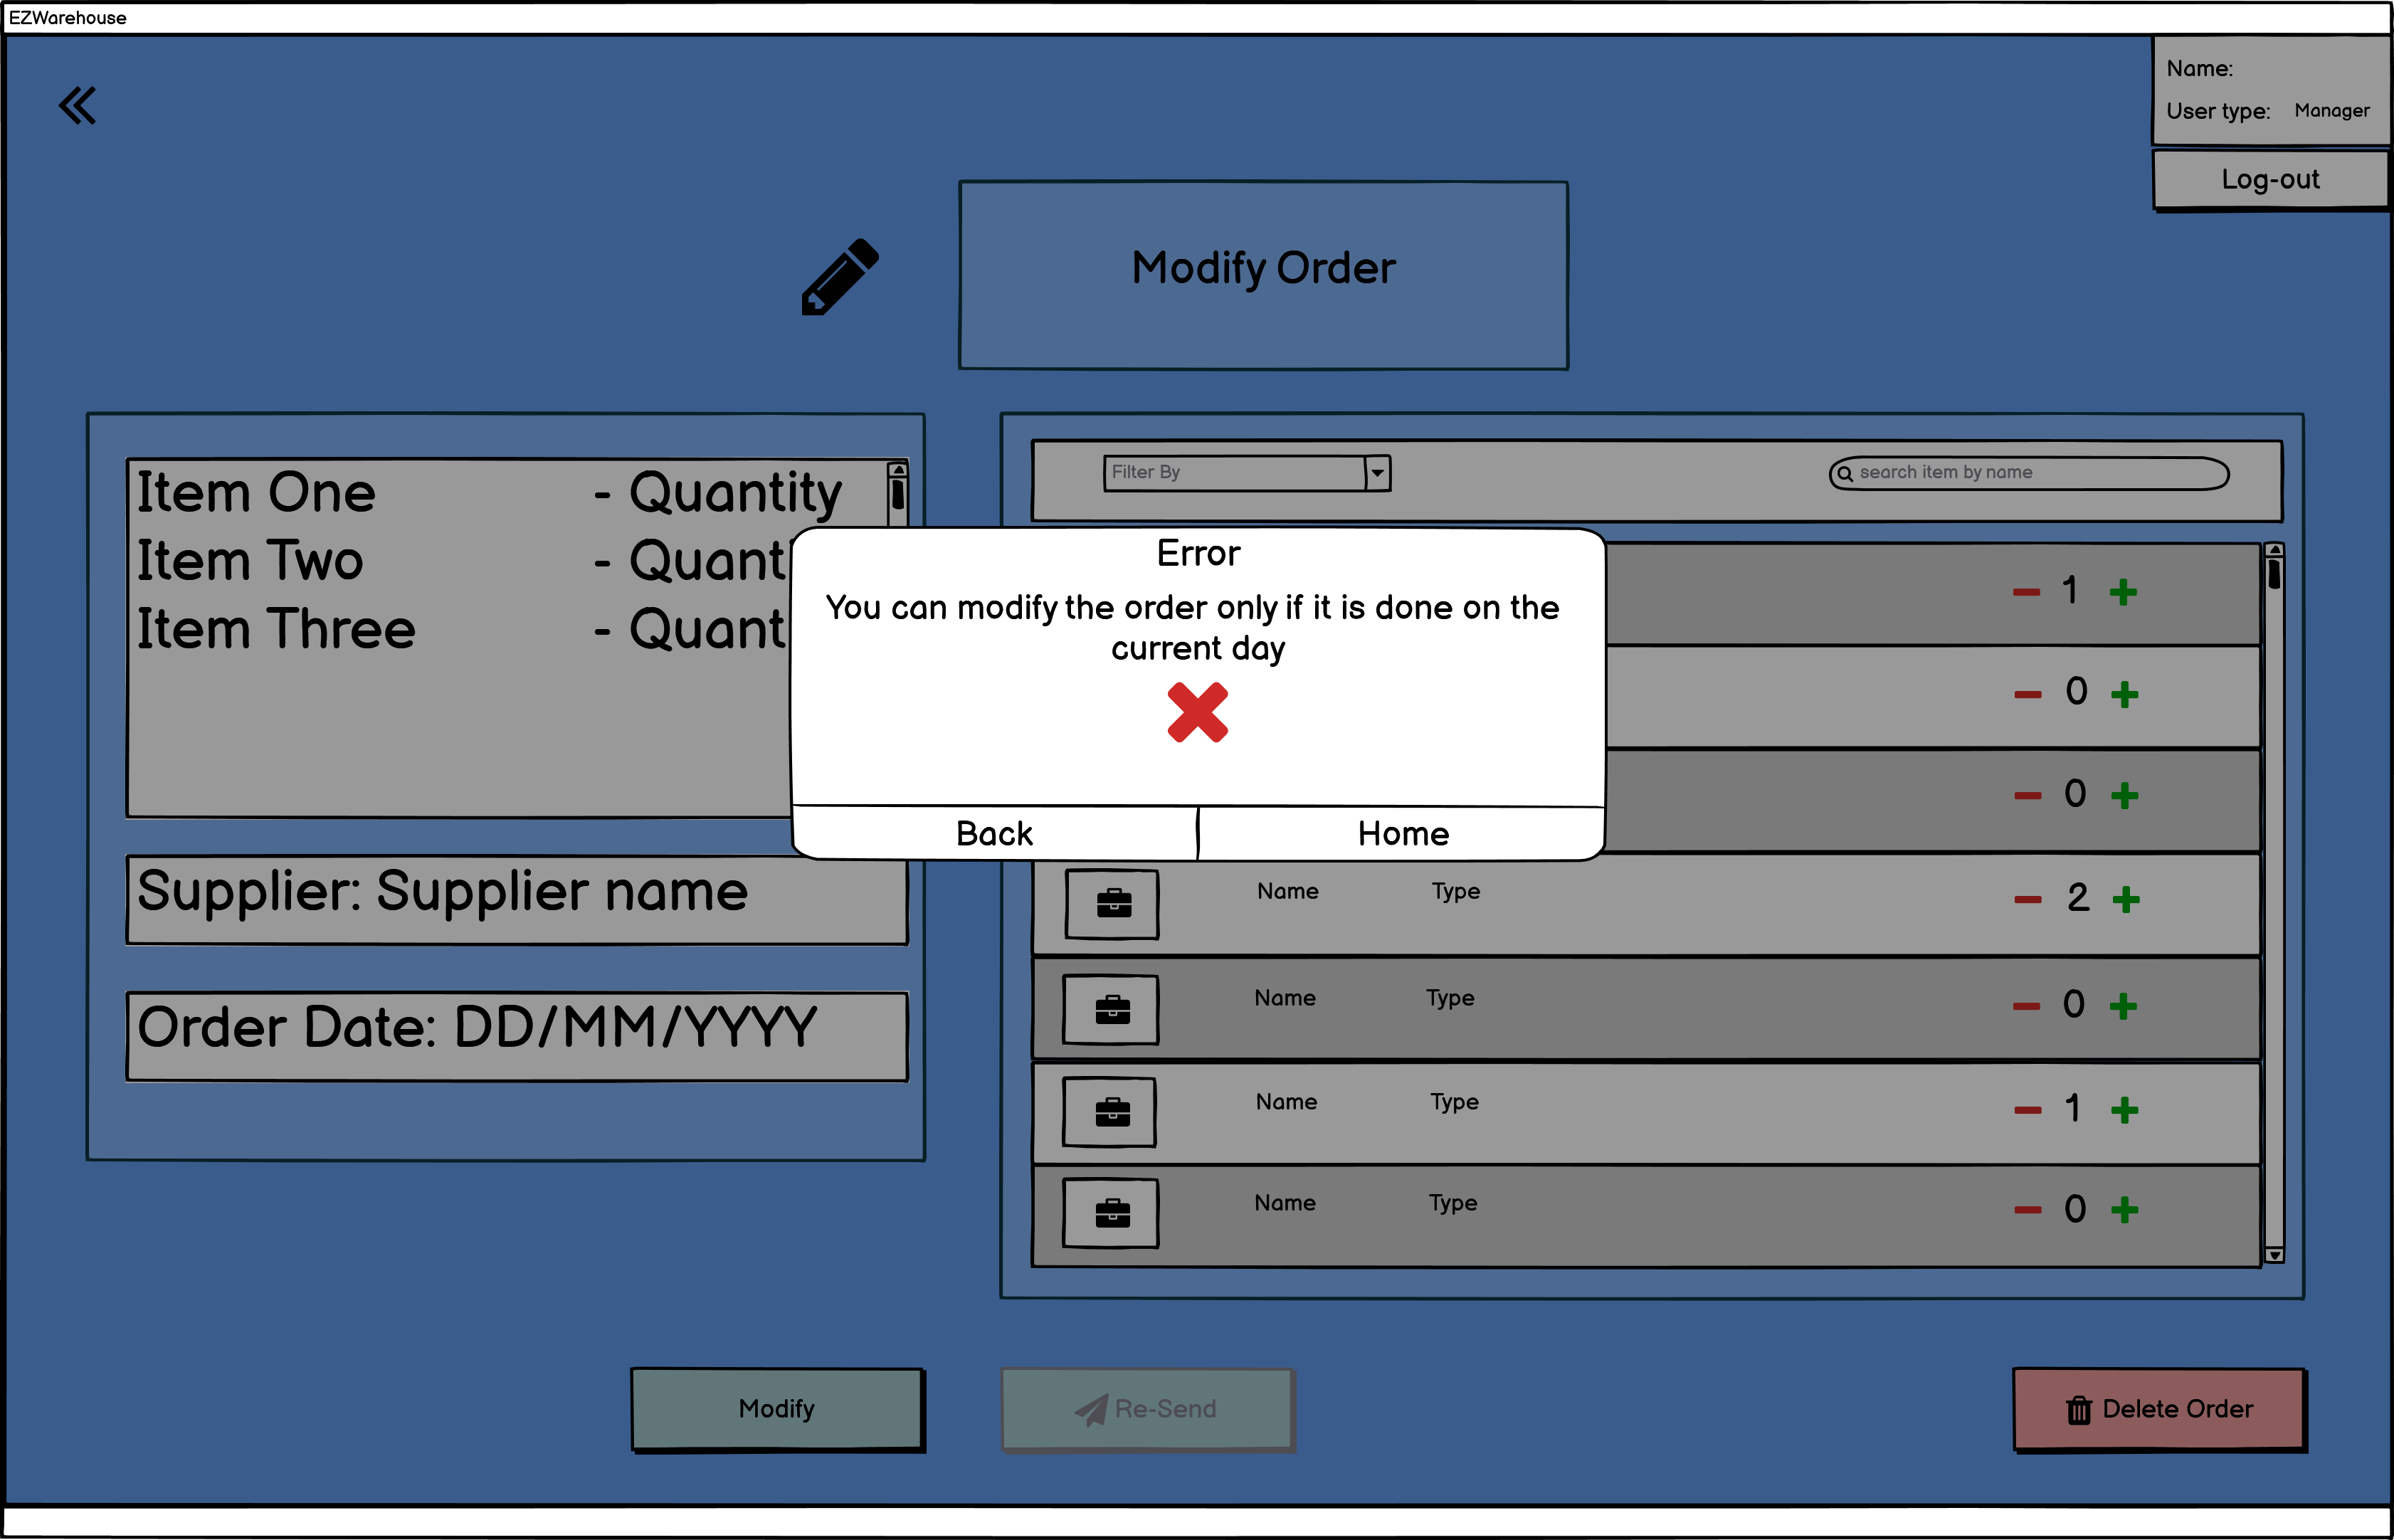 EZWarehouse
Name:
User type: Manager
Log-out
Modify Order
Item One - Quantity
Item Two - Quant
Item Three - Quant
Supplier: Supplier name
Order Date: DD/MM/YYYY
Filter By
search item by name
Error
You can modify the order only if it is done on the
current day
Back Home
1
0
0
Name Type 2
Name Type 0
Name Type 1
Name Type 0
Modify
Re-Send
Delete Order